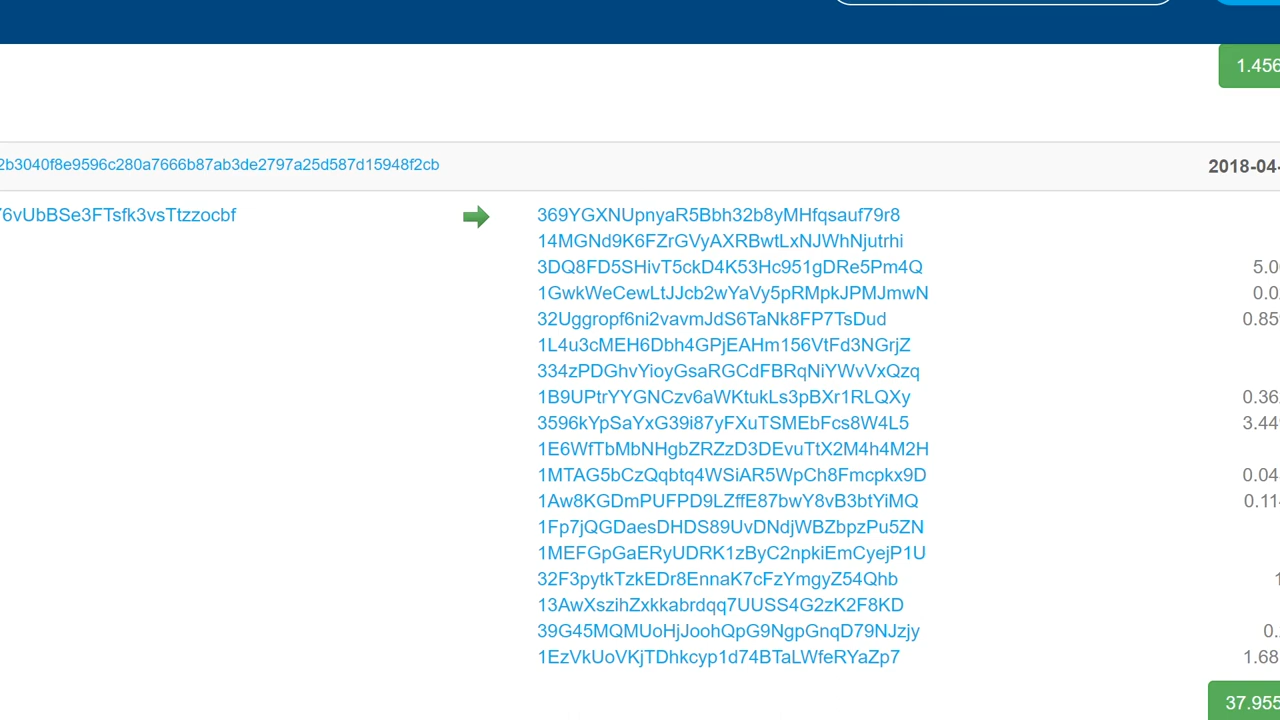 1.456
2b3040f8e9596c280a7666b87ab3de2797a25d587d15948f2cb 2018-04-
76vUbBSe3FTsfk3vsTtzzocbf 369YGXNUpnyaR5Bbh32b8yMHfqsauf79r8
14MGNd9K6FZrGVyAXRBwtLxNJWhNjutrhi
3DQ8FD5SHivT5ckD4K53Hc951gDRe5Pm4Q 5.0
1GwkWeCewLtJJcb2wYaVy5pRMpkJPMJmwN 0.0
32Uggropf6ni2vavmJdS6TaNk8FP7TsDud 0.85
1L4u3cMEH6Dbh4GPjEAHm156VtFd3NGrjZ
334zPDGhvYioyGsaRGCdFBRqNiYWvVxQzq
1B9UPtrYYGNCzv6aWKtukLs3pBXr1RLQXy 0.36
3596kYpSaYxG39i87yFXuTSMEbFcs8W4L5 3.44
1E6WfTbMbNHgbZRZzD3DEvuTtX2M4h4M2H
1MTAG5bCzQqbtq4WSiAR5WpCh8Fmcpkx9D 0.04
1Aw8KGDmPUFPD9LZffE87bwY8vB3btYiMQ 0.11
1Fp7jQGDaesDHDS89UvDNdjWBZbpzPu5ZN
1MEFGpGaERyUDRK1zByC2npkiEmCyejP1U
32F3pytkTzkEDr8EnnaK7cFzYmgyZ54Qhb 1
13AwXszihZxkkabrdqq7UUSS4G2zK2F8KD
39G45MQMUoHjJoohQpG9NgpGnqD79NJzjy 0.
1EzVkUoVKjTDhkcyp1d74BTaLWfeRYaZp7 1.68
37.955